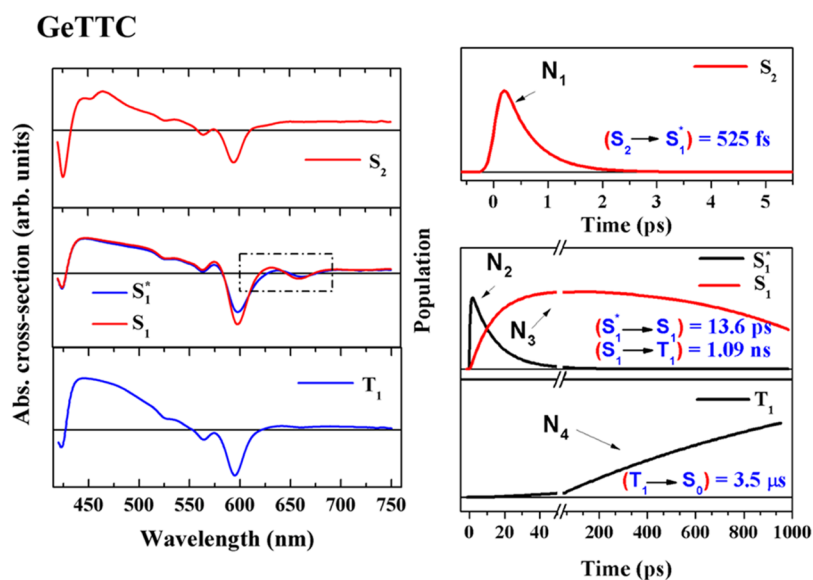 GeTTC
Abs. cross-section (arb. units)
S₂
S₁*
S₁
T₁
450 500 550 600 650 700 750
Wavelength (nm)
Population
S₂
N₁
(S₂ → S₁*) = 525 fs
0 1 2 3 4 5
Time (ps)
S₁*
S₁
N₂
N₃
(S₁* → S₁) = 13.6 ps
(S₁ → T₁) = 1.09 ns
T₁
N₄
(T₁ → S₀) = 3.5 μs
0 20 40 200 400 600 800 1000
Time (ps)